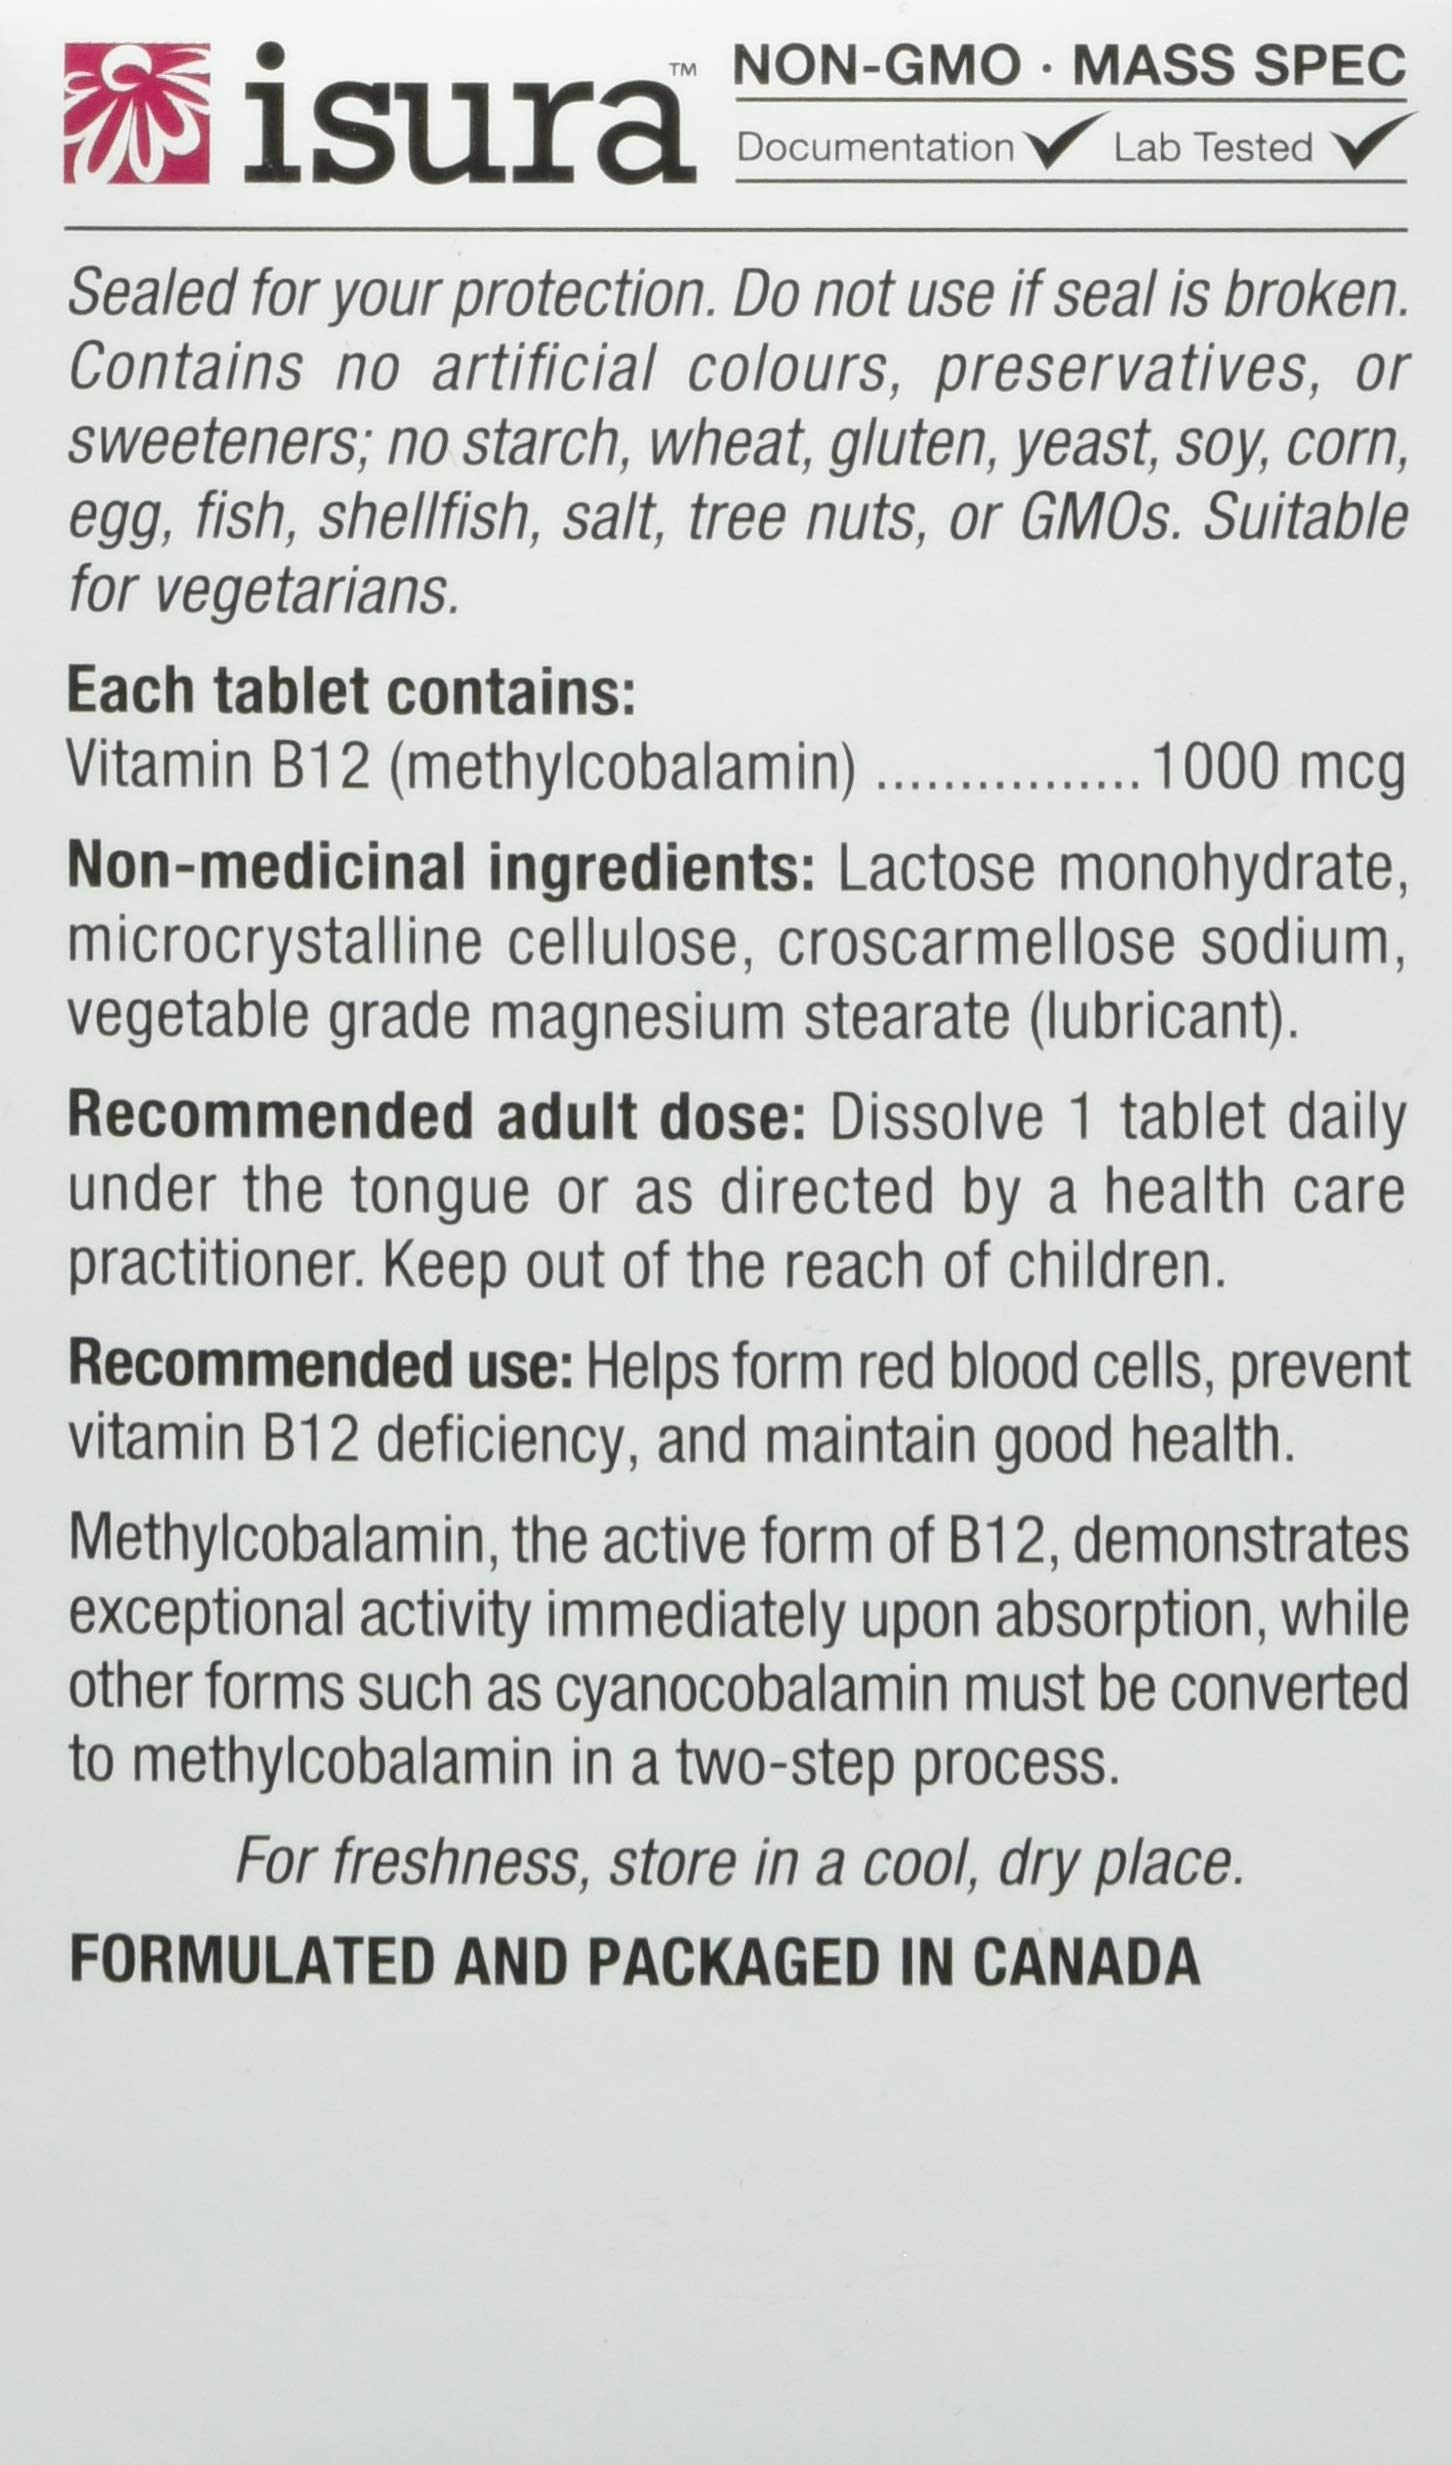 isura™ NON-GMO · MASS SPEC
Documentation ✓ Lab Tested ✓
Sealed for your protection. Do not use if seal is broken.
Contains no artificial colours, preservatives, or
sweeteners; no starch, wheat, gluten, yeast, soy, corn,
egg, fish, shellfish, salt, tree nuts, or GMOs. Suitable
for vegetarians.
Each tablet contains:
Vitamin B12 (methylcobalamin) ................ 1000 mcg
Non-medicinal ingredients: Lactose monohydrate,
microcrystalline cellulose, croscarmellose sodium,
vegetable grade magnesium stearate (lubricant).
Recommended adult dose: Dissolve 1 tablet daily
under the tongue or as directed by a health care
practitioner. Keep out of the reach of children.
Recommended use: Helps form red blood cells, prevent
vitamin B12 deficiency, and maintain good health.
Methylcobalamin, the active form of B12, demonstrates
exceptional activity immediately upon absorption, while
other forms such as cyanocobalamin must be converted
to methylcobalamin in a two-step process.
For freshness, store in a cool, dry place.
FORMULATED AND PACKAGED IN CANADA